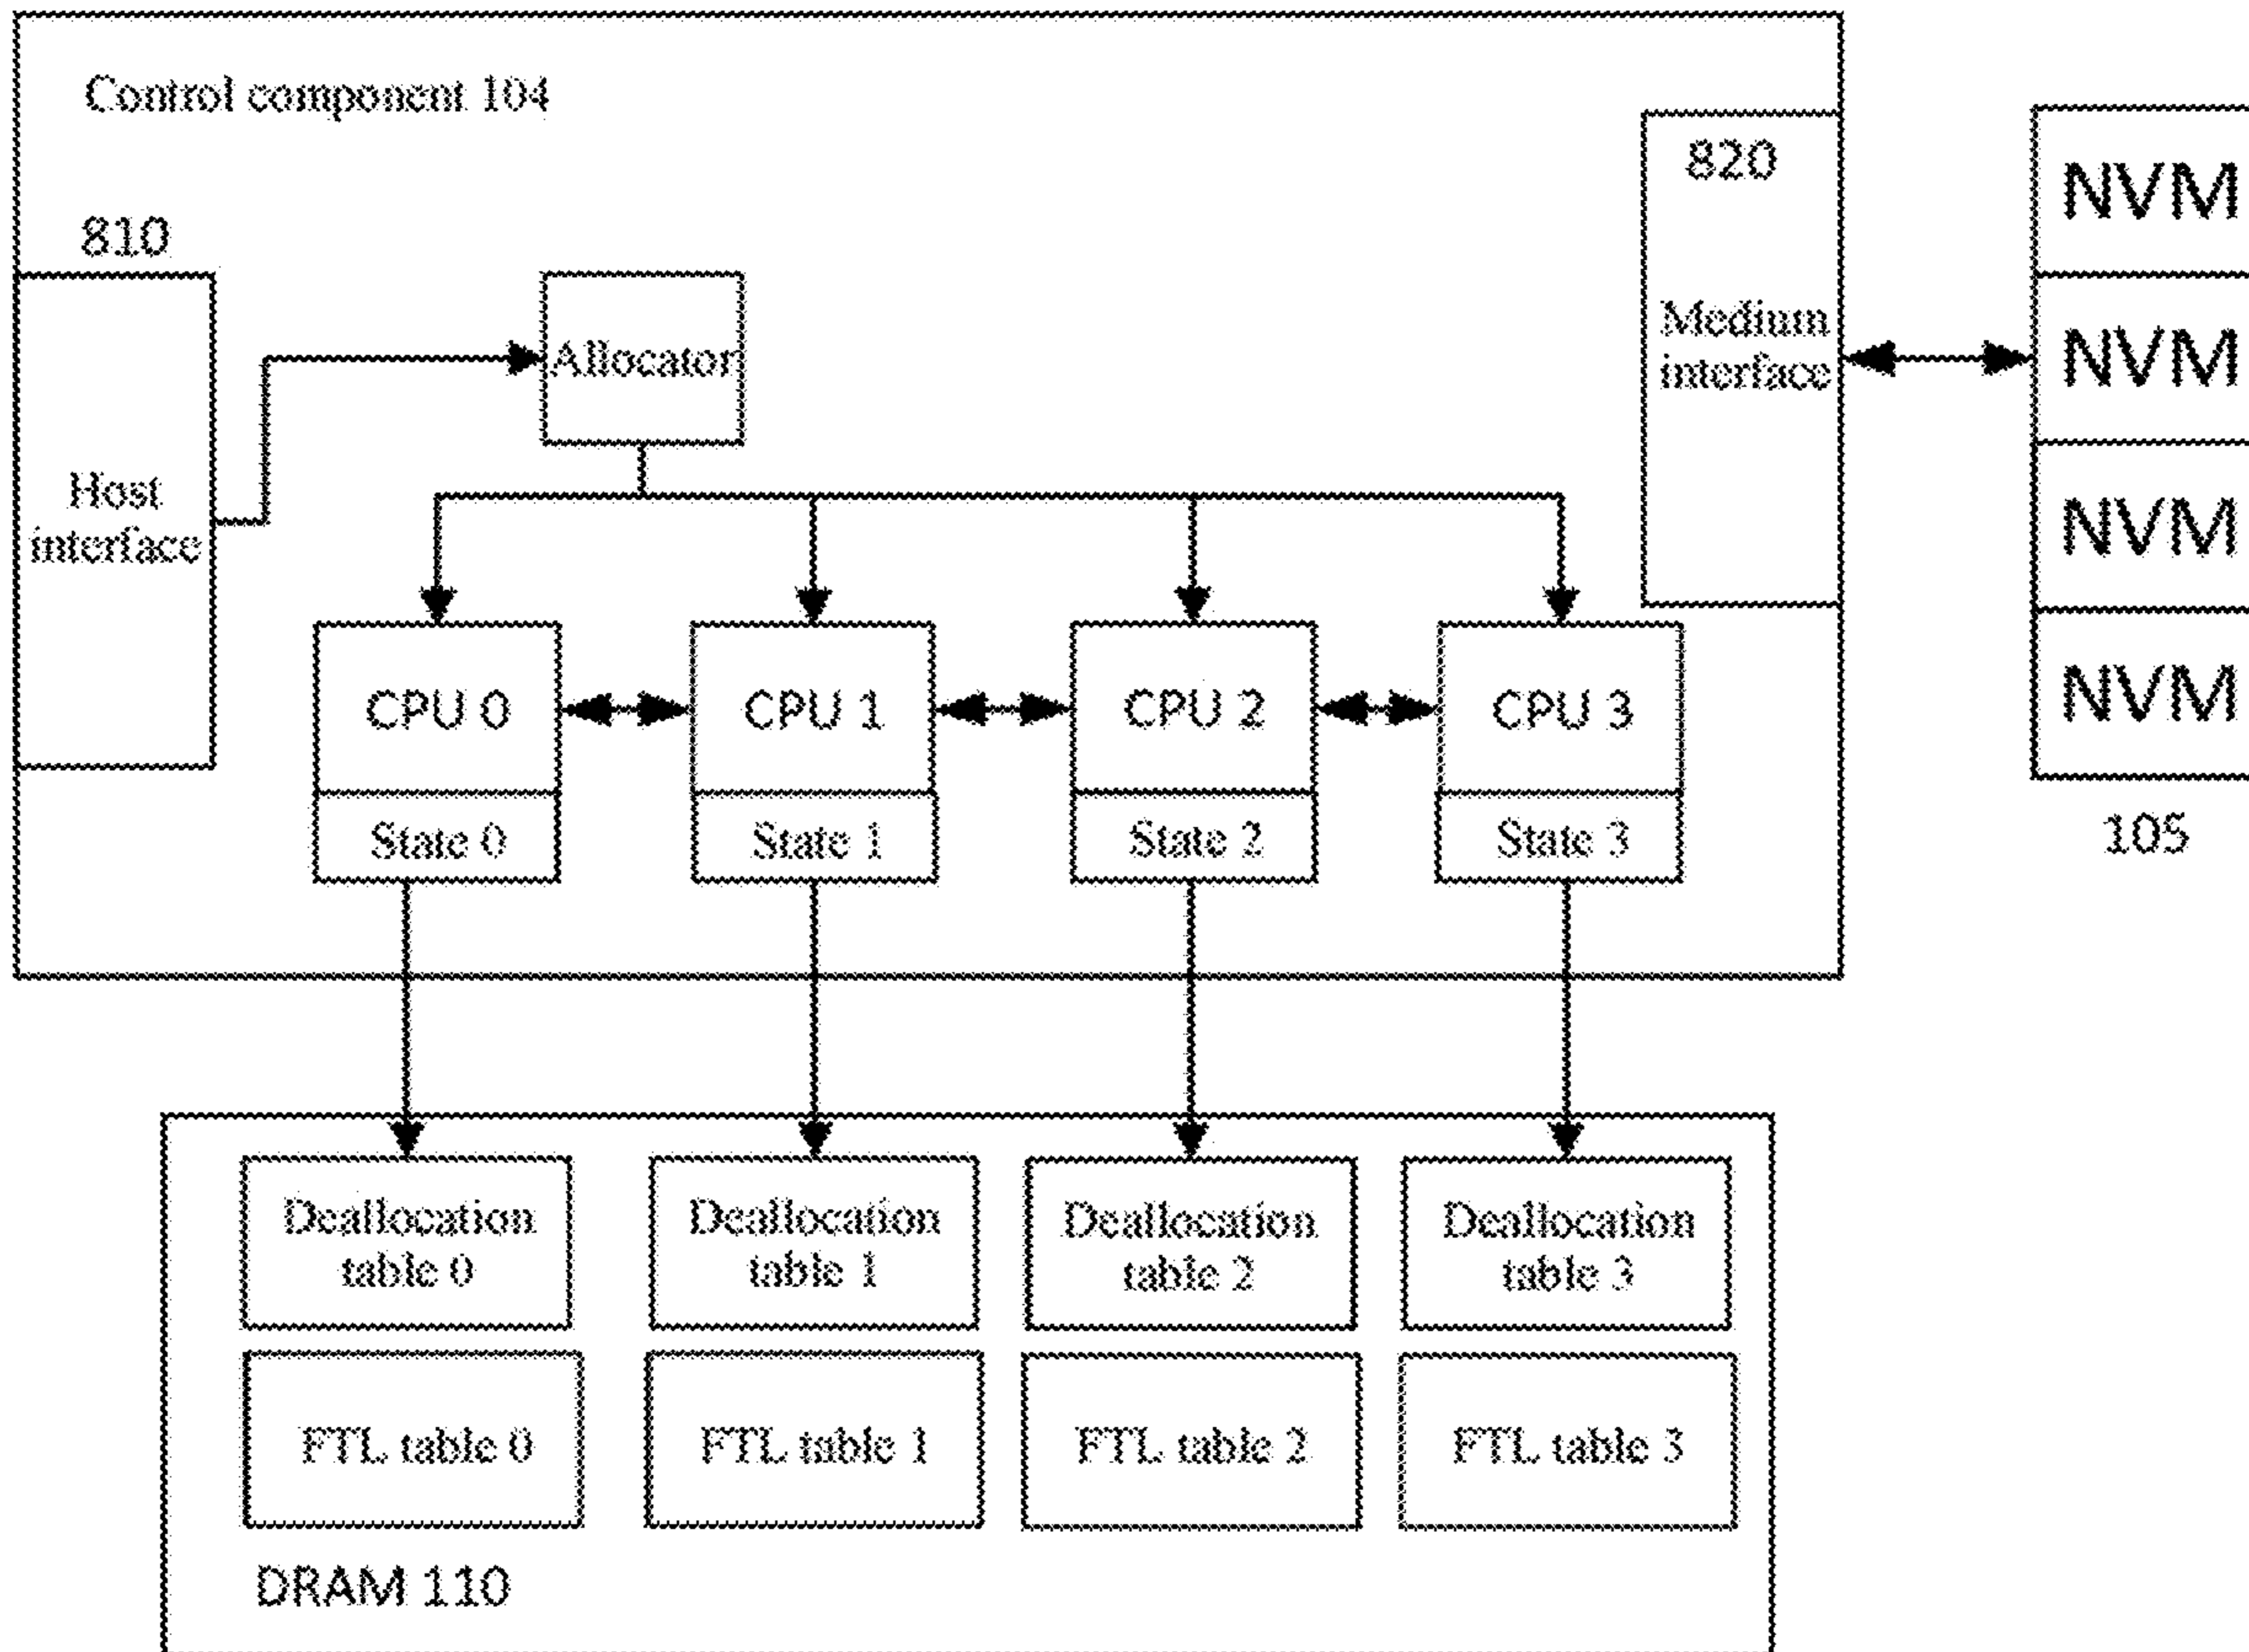 Control component 104
810
Host
interface
Allocator
820
Medium
interface
NVM
NVM
NVM
NVM
105
CPU 0
CPU 1
CPU 2
CPU 3
State 0
State 1
State 2
State 3
Deallocation
table 0
Deallocation
table 1
Deallocation
table 2
Deallocation
table 3
FTL table 0
FTL table 1
FTL table 2
FTL table 3
DRAM 110